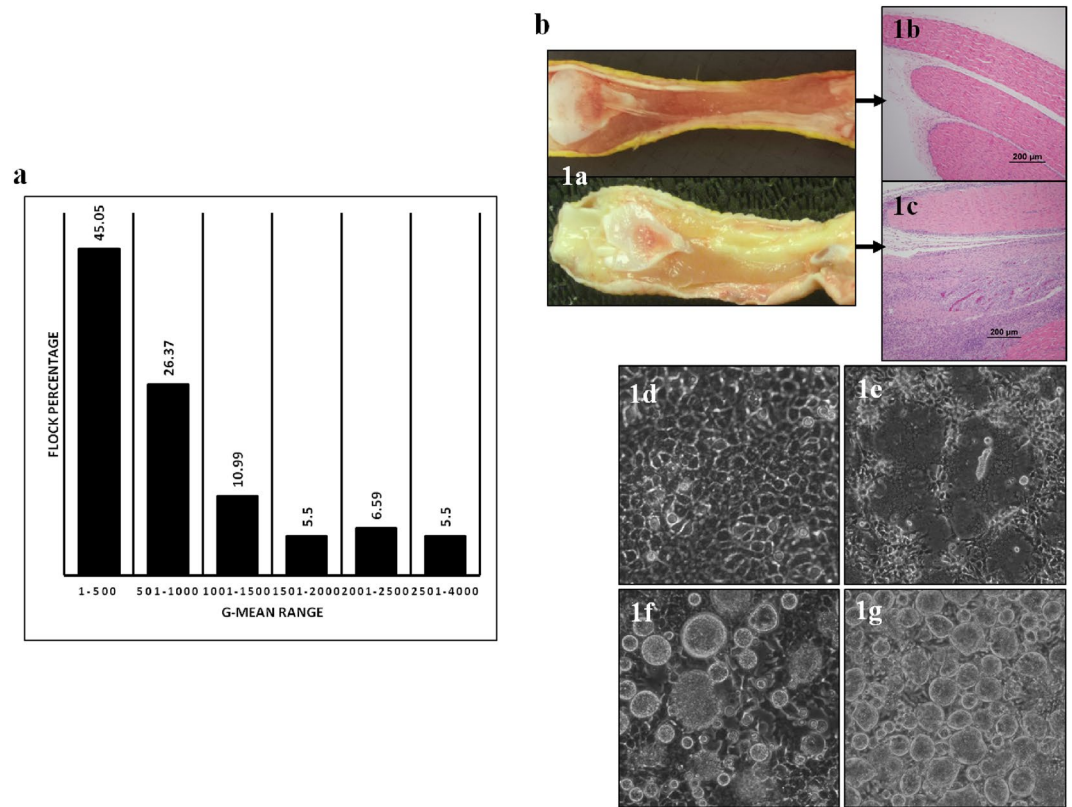 a
FLOCK PERCENTAGE
45.05
26.37
10.99
5.5
6.59
5.5
1-500
501-1000
1001-1500
1501-2000
2001-2500
2501-4000
G-MEAN RANGE
b
1a
1b
200 µm
1c
200 µm
1d
1e
1f
1g